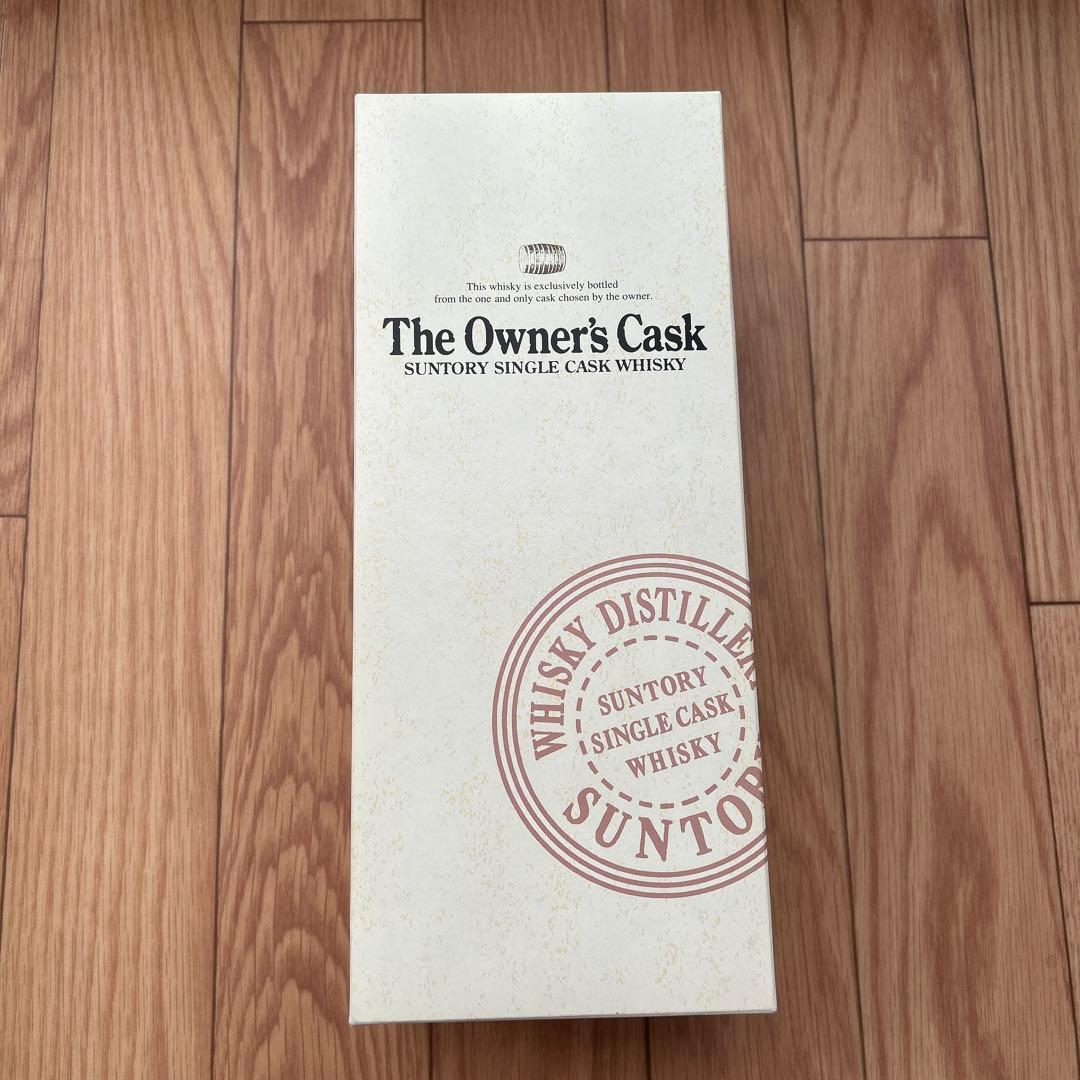 This whisky is exclusively bottled
from the one and only cask chosen by the owner.
The Owner's Cask
SUNTORY SINGLE CASK WHISKY
WHISKY DISTILLER
SUNTORY
SINGLE CASK
WHISKY
SUNTOR